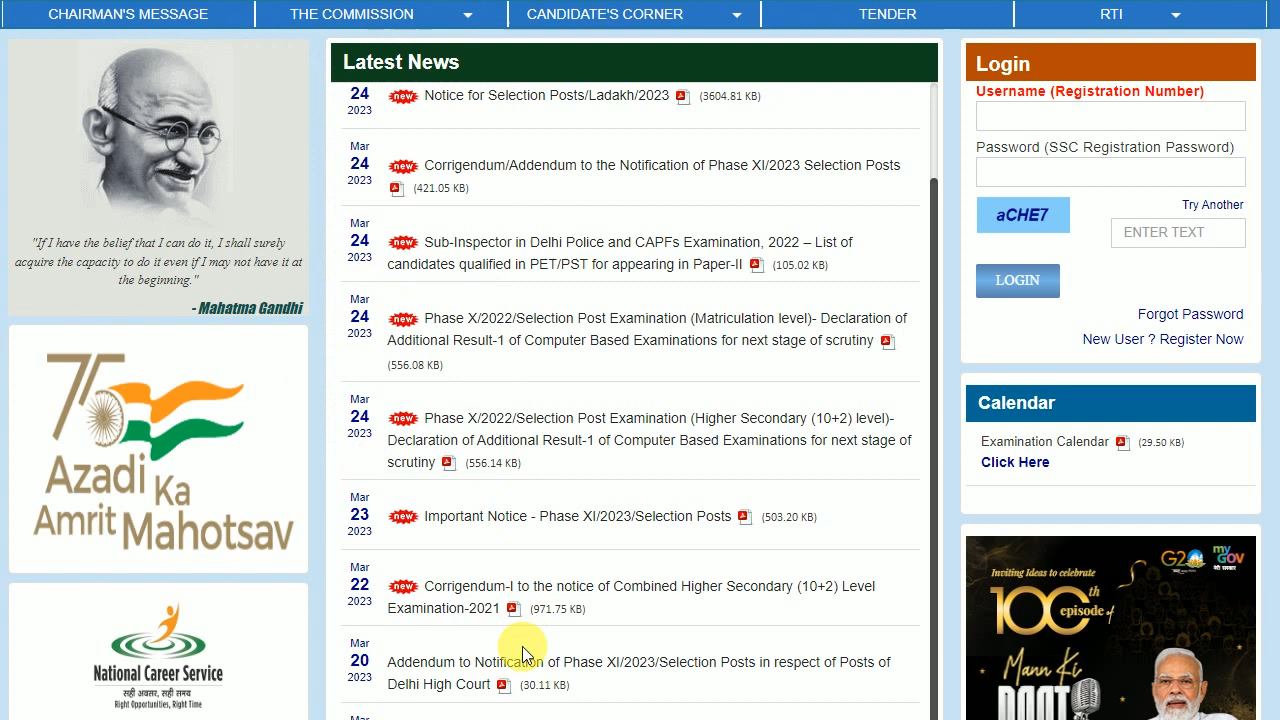 CHAIRMAN'S MESSAGE
THE COMMISSION
CANDIDATE'S CORNER
TENDER
RTI
"If I have the belief that I can do it, I shall surely
acquire the capacity to do it even if I may not have it at
the beginning."
- Mahatma Gandhi
75
Azadi Ka
Amrit Mahotsav
National Career Service
सही अवसर, सही समय
Right Opportunities, Right Time
Latest News
24
2023
new Notice for Selection Posts/Ladakh/2023 (3604.81 KB)
Mar
24
2023
new Corrigendum/Addendum to the Notification of Phase XI/2023 Selection Posts
(421.05 KB)
Mar
24
2023
new Sub-Inspector in Delhi Police and CAPFs Examination, 2022 – List of
candidates qualified in PET/PST for appearing in Paper-II (105.02 KB)
Mar
24
2023
new Phase X/2022/Selection Post Examination (Matriculation level)- Declaration of
Additional Result-1 of Computer Based Examinations for next stage of scrutiny
(556.08 KB)
Mar
24
2023
new Phase X/2022/Selection Post Examination (Higher Secondary (10+2) level)-
Declaration of Additional Result-1 of Computer Based Examinations for next stage of
scrutiny (556.14 KB)
Mar
23
2023
new Important Notice - Phase XI/2023/Selection Posts (503.20 KB)
Mar
22
2023
new Corrigendum-I to the notice of Combined Higher Secondary (10+2) Level
Examination-2021 (971.75 KB)
Mar
20
2023
Addendum to Notification of Phase XI/2023/Selection Posts in respect of Posts of
Delhi High Court (30.11 KB)
Mar
Login
Username (Registration Number)
Password (SSC Registration Password)
aCHE7
Try Another
ENTER TEXT
LOGIN
Forgot Password
New User ? Register Now
Calendar
Examination Calendar (29.50 KB)
Click Here
G20
my GOV
मेरी सरकार
Inviting Ideas to celebrate
100th episode of
Mann Ki
BAAT